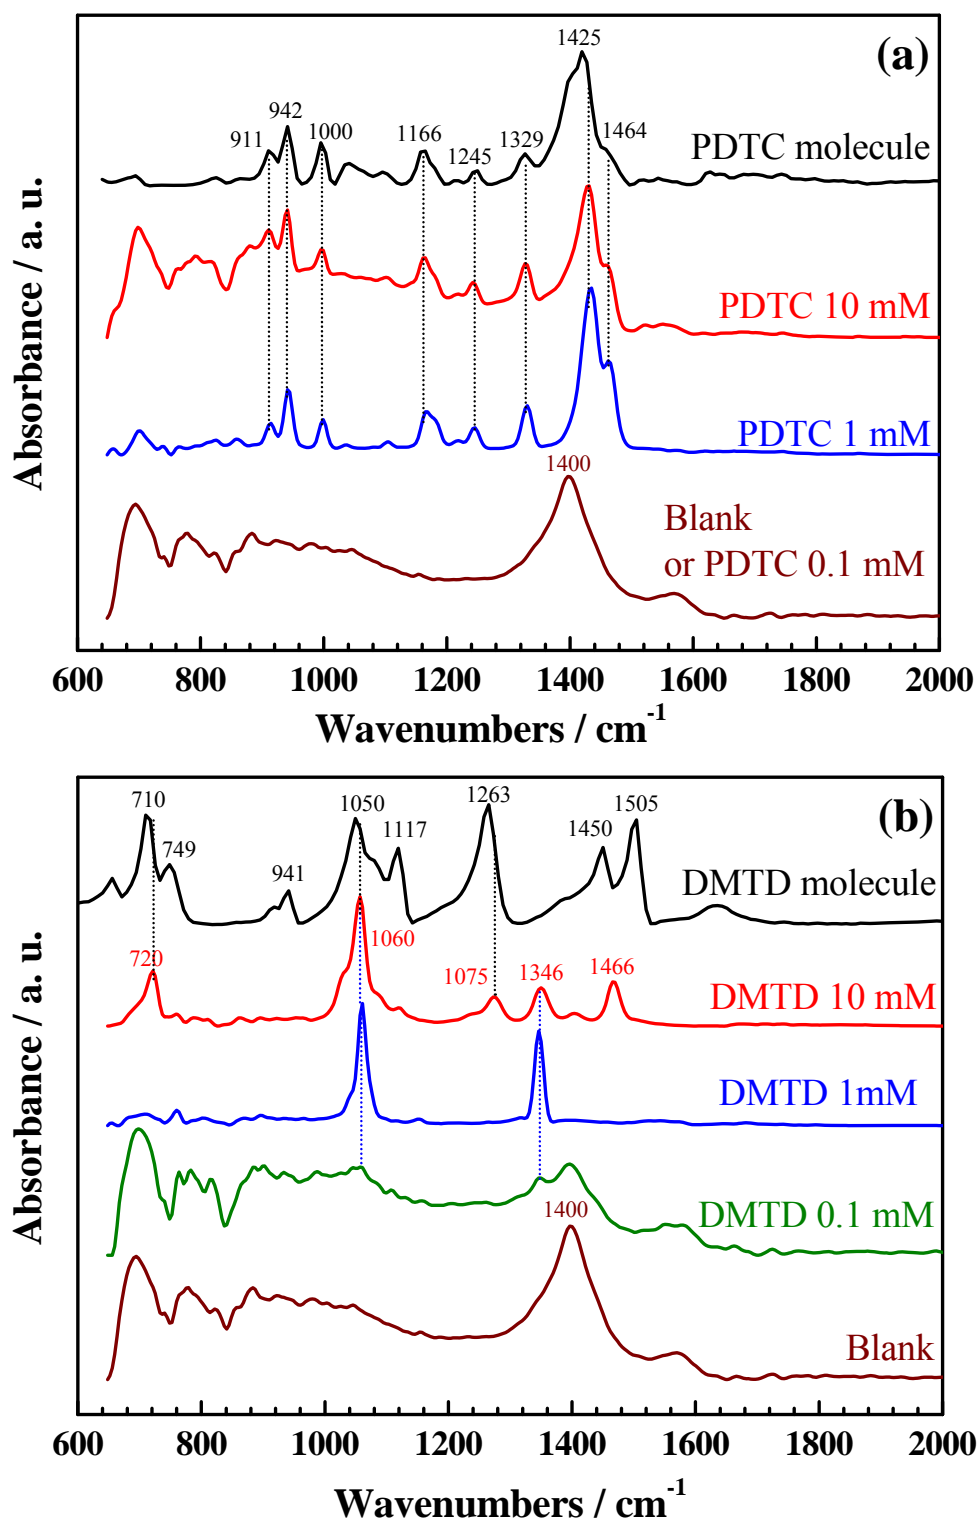 (a)
1425
942
911
1000
1166
1245
1329
1464
PDTC molecule
PDTC 10 mM
PDTC 1 mM
1400
Blank
or PDTC 0.1 mM
Absorbance / a. u.
600 800 1000 1200 1400 1600 1800 2000
Wavenumbers / cm⁻¹
(b)
710
749
941
1050
1117
1263
1450
1505
DMTD molecule
720
1060
1075
1346
1466
DMTD 10 mM
DMTD 1mM
DMTD 0.1 mM
1400
Blank
Absorbance / a. u.
600 800 1000 1200 1400 1600 1800 2000
Wavenumbers / cm⁻¹